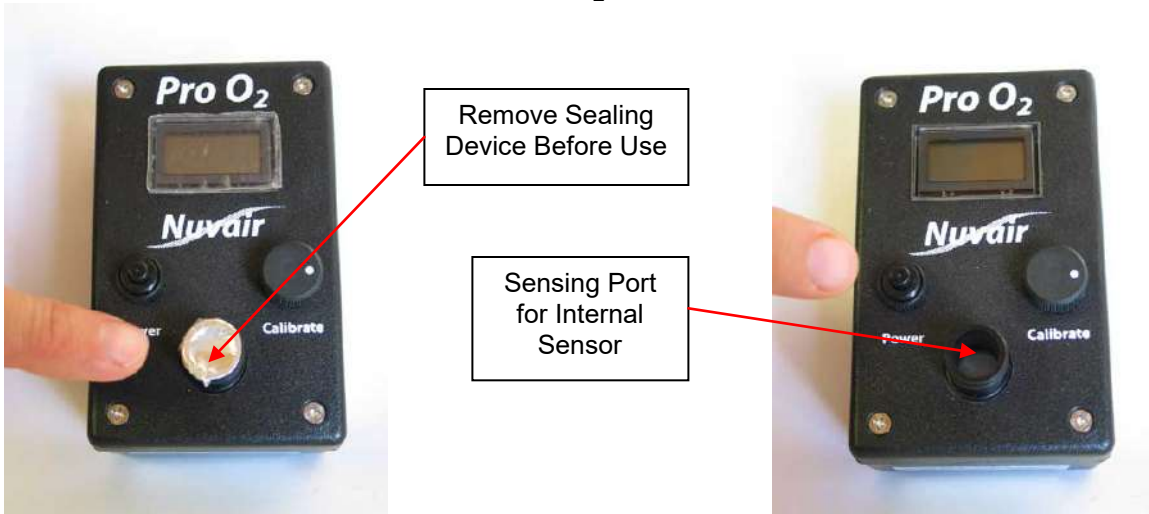 Pro O2
Nuvair
wer
Calibrate
Remove Sealing
Device Before Use
Sensing Port
for Internal
Sensor
Pro O2
Nuvair
Power
Calibrate